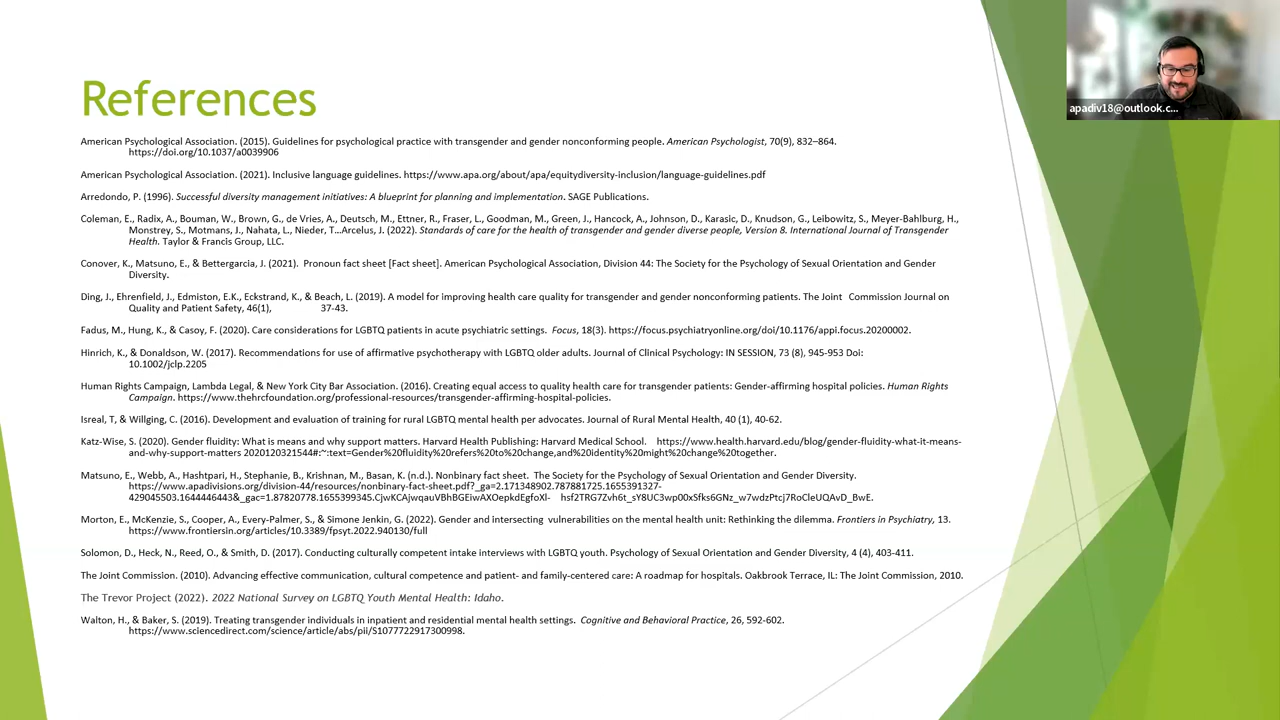 References
American Psychological Association. (2015). Guidelines for psychological practice with transgender and gender nonconforming people. American Psychologist, 70(9), 832–864.
https://doi.org/10.1037/a0039906
American Psychological Association. (2021). Inclusive language guidelines. https://www.apa.org/about/apa/equitydiversity-inclusion/language-guidelines.pdf
Arredondo, P. (1996). Successful diversity management initiatives: A blueprint for planning and implementation. SAGE Publications.
Coleman, E., Radix, A., Bouman, W., Brown, G., de Vries, A., Deutsch, M., Ettner, R., Fraser, L., Goodman, M., Green, J., Hancock, A., Johnson, D., Karasic, D., Knudson, G., Leibowitz, S., Meyer-Bahlburg, H.,
Monstrey, S., Motmans, J., Nahata, L., Nieder, T…Arcelus, J. (2022). Standards of care for the health of transgender and gender diverse people, Version 8. International Journal of Transgender
Health. Taylor & Francis Group, LLC.
Conover, K., Matsuno, E., & Bettergarcia, J. (2021). Pronoun fact sheet [Fact sheet]. American Psychological Association, Division 44: The Society for the Psychology of Sexual Orientation and Gender
Diversity.
Ding, J., Ehrenfield, J., Edmiston, E.K., Eckstrand, K., & Beach, L. (2019). A model for improving health care quality for transgender and gender nonconforming patients. The Joint Commission Journal on
Quality and Patient Safety, 46(1), 37-43.
Fadus, M., Hung, K., & Casoy, F. (2020). Care considerations for LGBTQ patients in acute psychiatric settings. Focus, 18(3). https://focus.psychiatryonline.org/doi/10.1176/appi.focus.20200002.
Hinrich, K., & Donaldson, W. (2017). Recommendations for use of affirmative psychotherapy with LGBTQ older adults. Journal of Clinical Psychology: IN SESSION, 73 (8), 945-953 Doi:
10.1002/jclp.2205
Human Rights Campaign, Lambda Legal, & New York City Bar Association. (2016). Creating equal access to quality health care for transgender patients: Gender-affirming hospital policies. Human Rights
Campaign. https://www.thehrcfoundation.org/professional-resources/transgender-affirming-hospital-policies.
Isreal, T, & Willging, C. (2016). Development and evaluation of training for rural LGBTQ mental health per advocates. Journal of Rural Mental Health, 40 (1), 40-62.
Katz-Wise, S. (2020). Gender fluidity: What is means and why support matters. Harvard Health Publishing: Harvard Medical School. https://www.health.harvard.edu/blog/gender-fluidity-what-it-means-
and-why-support-matters 2020120321544#:~:text=Gender%20fluidity%20refers%20to%20change,and%20identity%20might%20change%20together.
Matsuno, E., Webb, A., Hashtpari, H., Stephanie, B., Krishnan, M., Basan, K. (n.d.). Nonbinary fact sheet. The Society for the Psychology of Sexual Orientation and Gender Diversity.
https://www.apadivisions.org/division-44/resources/nonbinary-fact-sheet.pdf?_ga=2.171348902.787881725.1655391327-
429045503.1644446443&_gac=1.87820778.1655399345.CjwKCAjwqauVBhBGEiwAXOepkdEgfoXl- hsf2TRG7Zvh6t_sY8UC3wp00xSfks6GNz_w7wdzPtcj7RoCleUQAvD_BwE.
Morton, E., McKenzie, S., Cooper, A., Every-Palmer, S., & Simone Jenkin, G. (2022). Gender and intersecting vulnerabilities on the mental health unit: Rethinking the dilemma. Frontiers in Psychiatry, 13.
https://www.frontiersin.org/articles/10.3389/fpsyt.2022.940130/full
Solomon, D., Heck, N., Reed, O., & Smith, D. (2017). Conducting culturally competent intake interviews with LGBTQ youth. Psychology of Sexual Orientation and Gender Diversity, 4 (4), 403-411.
The Joint Commission. (2010). Advancing effective communication, cultural competence and patient- and family-centered care: A roadmap for hospitals. Oakbrook Terrace, IL: The Joint Commission, 2010.
The Trevor Project (2022). 2022 National Survey on LGBTQ Youth Mental Health: Idaho.
Walton, H., & Baker, S. (2019). Treating transgender individuals in inpatient and residential mental health settings. Cognitive and Behavioral Practice, 26, 592-602.
https://www.sciencedirect.com/science/article/abs/pii/S1077722917300998.
apadiv18@outlook.c...